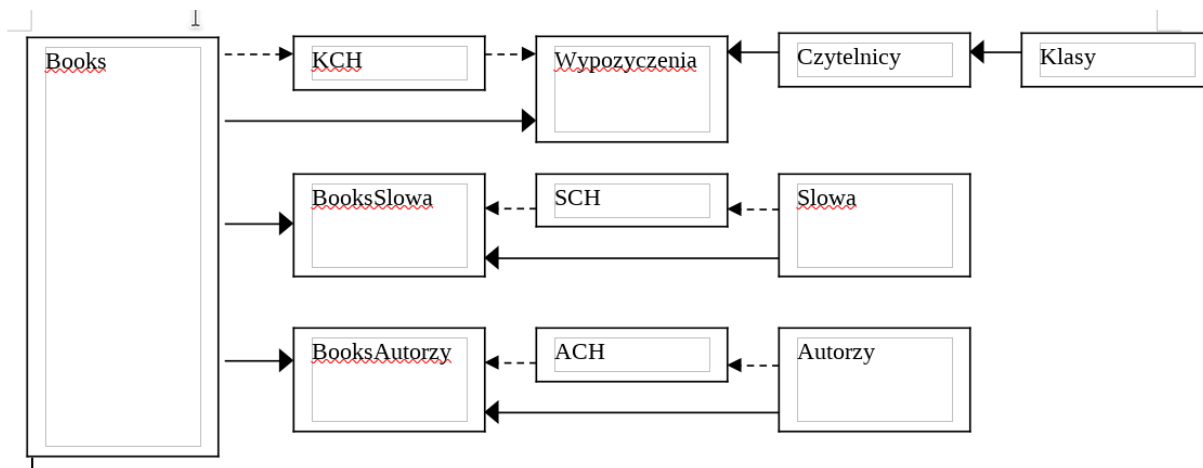 Books
KCH
Wypozyczenia
Czytelnicy
Klasy
BooksSlowa
SCH
Slowa
BooksAutorzy
ACH
Autorzy